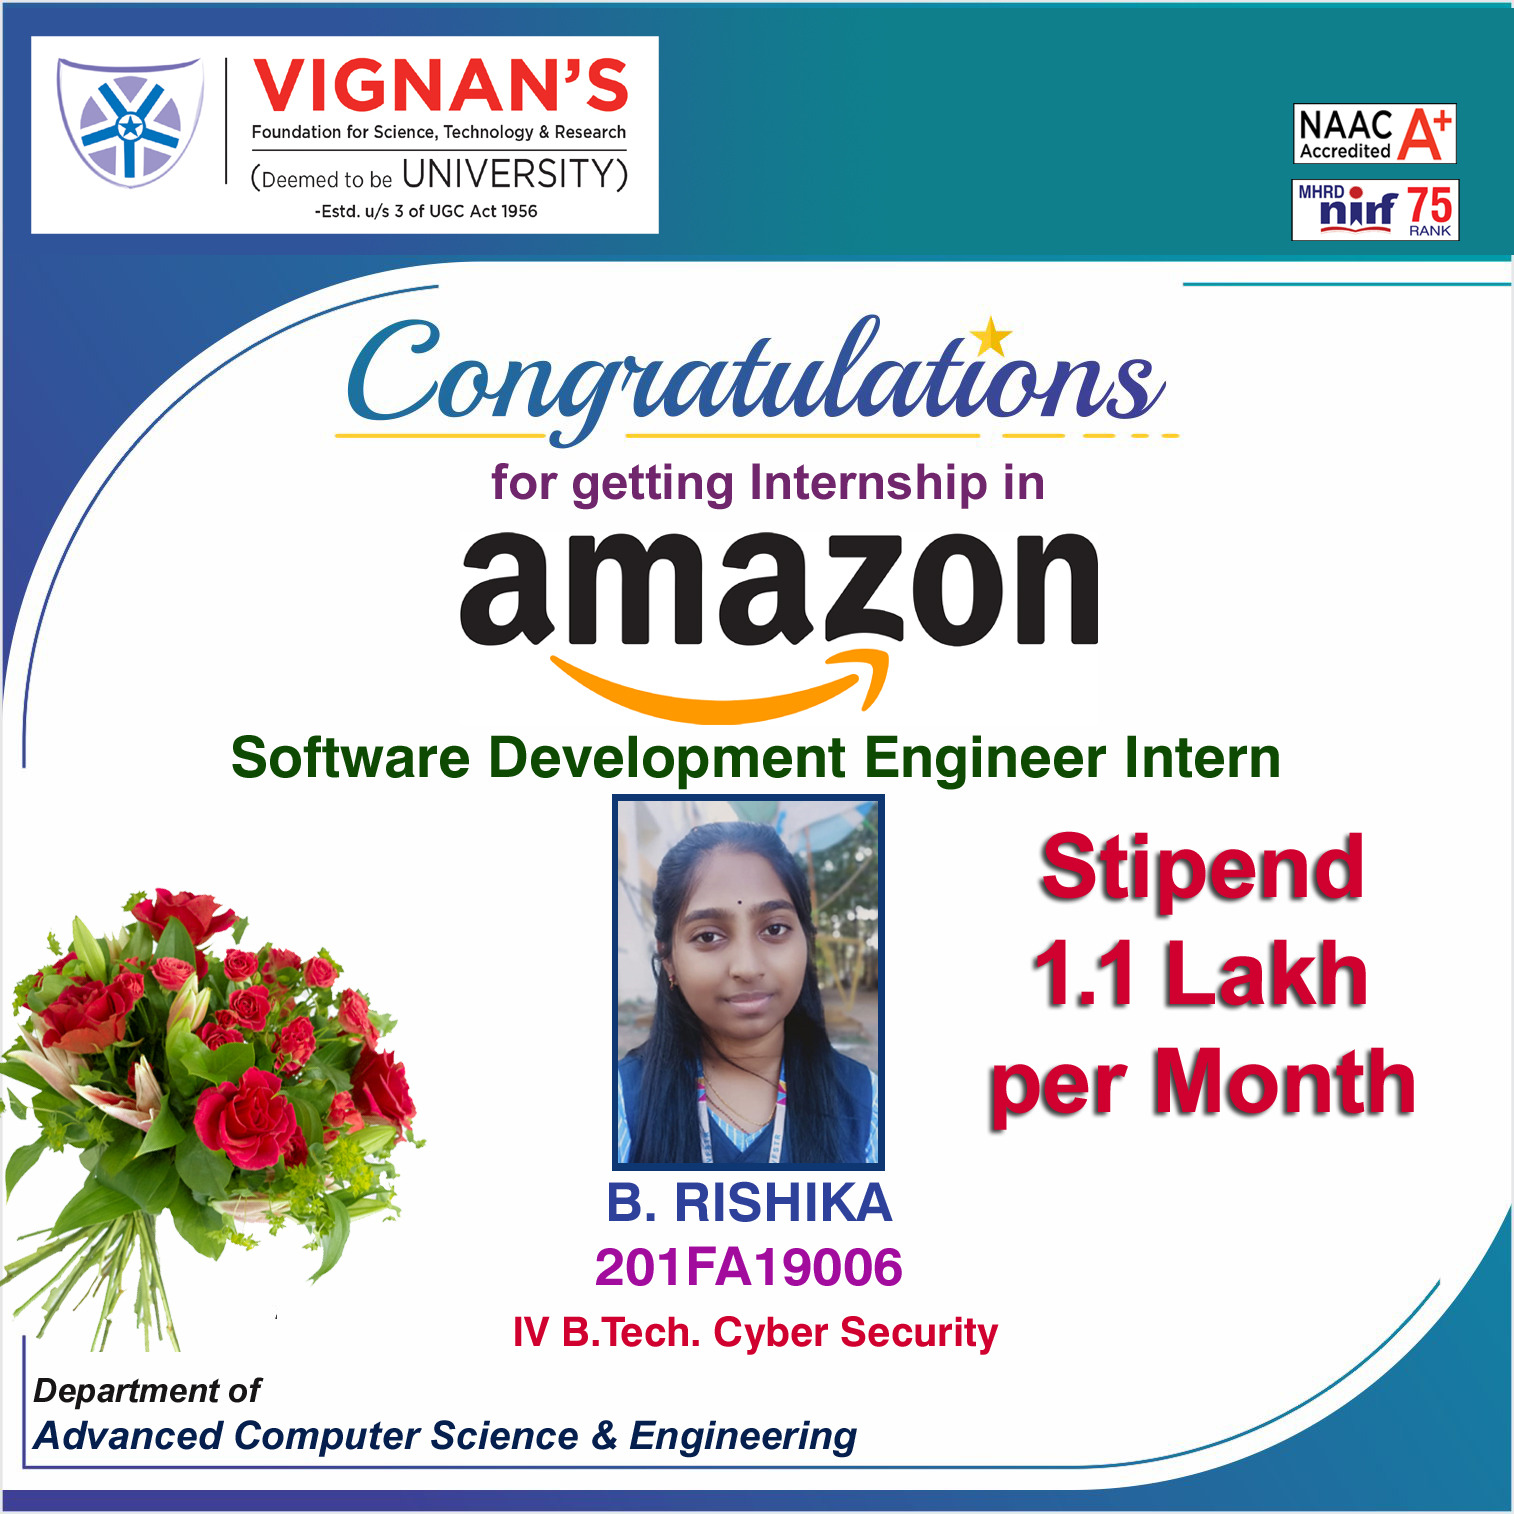 VIGNAN'S
Foundation for Science, Technology & Research
(Deemed to be UNIVERSITY)
-Estd. u/s 3 of UGC Act 1956
NAAC A+
Accredited
MHRD
nirf 75
RANK
Congratulations
for getting Internship in
amazon
Software Development Engineer Intern
Stipend
1.1 Lakh
per Month
B. RISHIKA
201FA19006
IV B.Tech. Cyber Security
Department of
Advanced Computer Science & Engineering